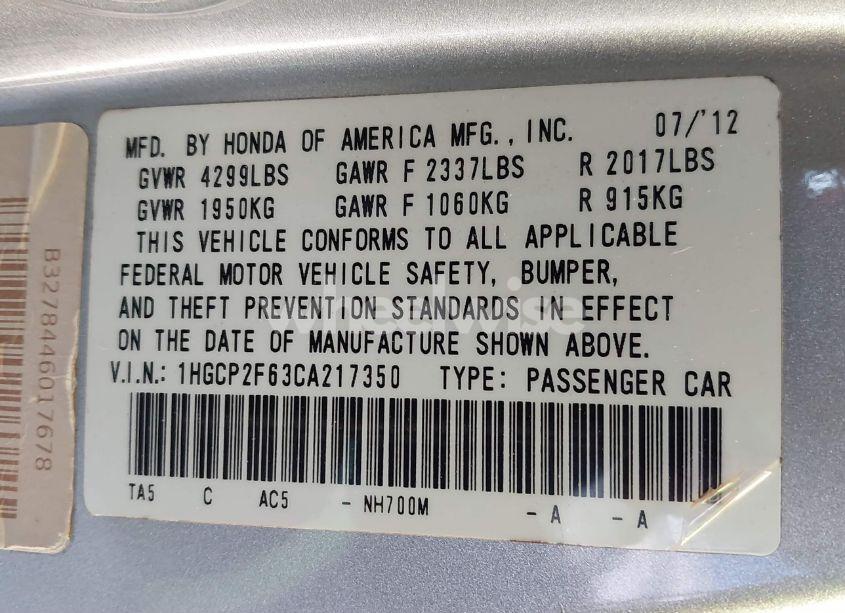 MFD. BY HONDA OF AMERICA MFG., INC. 07/'12
GVWR 4299LBS GAWR F 2337LBS R 2017LBS
GVWR 1950KG GAWR F 1060KG R 915KG
THIS VEHICLE CONFORMS TO ALL APPLICABLE
FEDERAL MOTOR VEHICLE SAFETY, BUMPER,
AND THEFT PREVENTION STANDARDS IN EFFECT
ON THE DATE OF MANUFACTURE SHOWN ABOVE.
V.I.N.: 1HGCP2F63CA217350 TYPE: PASSENGER CAR
TA5 C AC5 - NH700M - A - A
B3278446017678
wheelwise